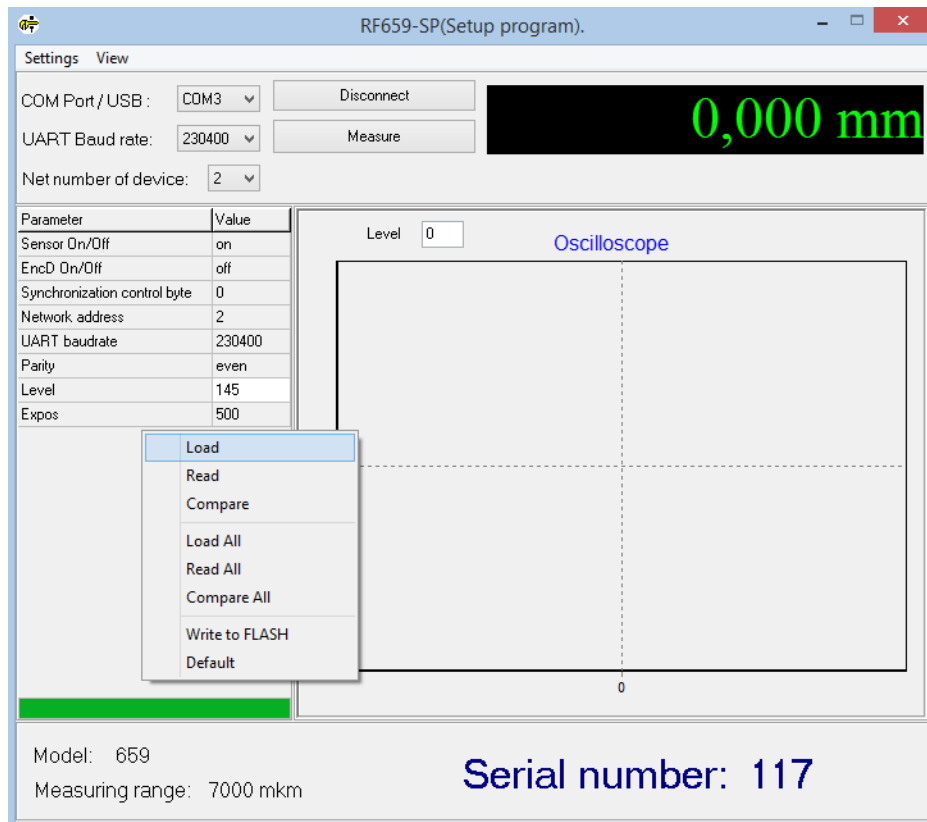 RF659-SP(Setup program).
Settings View
COM Port / USB : COM3 Disconnect
0,000 mm
UART Baud rate: 230400 Measure
Net number of device: 2
Parameter Value
Sensor On/Off on
EncD On/Off off
Synchronization control byte 0
Network address 2
UART baudrate 230400
Parity even
Level 145
Expos 500
Load
Read
Compare
Load All
Read All
Compare All
Write to FLASH
Default
Level 0
Oscilloscope
0
Model: 659
Measuring range: 7000 mkm
Serial number: 117